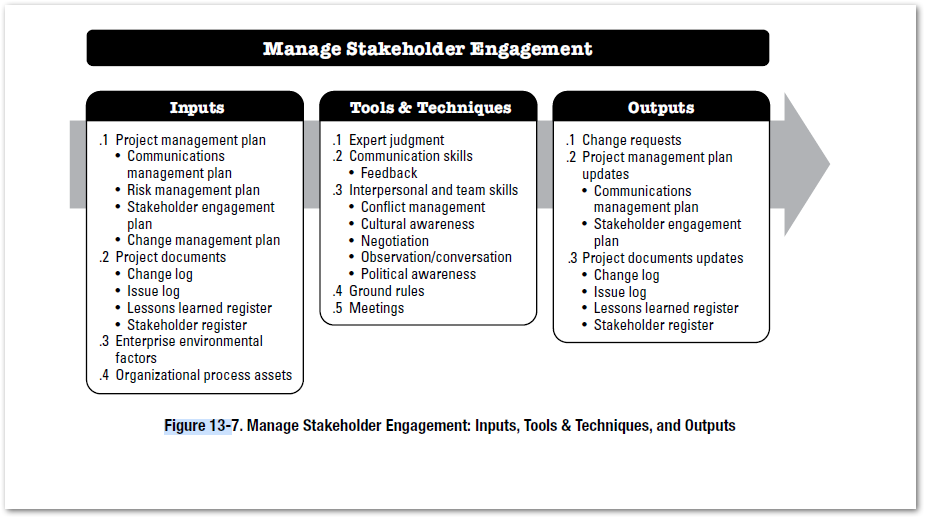 Manage Stakeholder Engagement
Inputs
.1 Project management plan
• Communications
management plan
• Risk management plan
• Stakeholder engagement
plan
• Change management plan
.2 Project documents
• Change log
• Issue log
• Lessons learned register
• Stakeholder register
.3 Enterprise environmental
factors
.4 Organizational process assets
Tools & Techniques
.1 Expert judgment
.2 Communication skills
• Feedback
.3 Interpersonal and team skills
• Conflict management
• Cultural awareness
• Negotiation
• Observation/conversation
• Political awareness
.4 Ground rules
.5 Meetings
Outputs
.1 Change requests
.2 Project management plan
updates
• Communications
management plan
• Stakeholder engagement
plan
.3 Project documents updates
• Change log
• Issue log
• Lessons learned register
• Stakeholder register
Figure 13-7. Manage Stakeholder Engagement: Inputs, Tools & Techniques, and Outputs